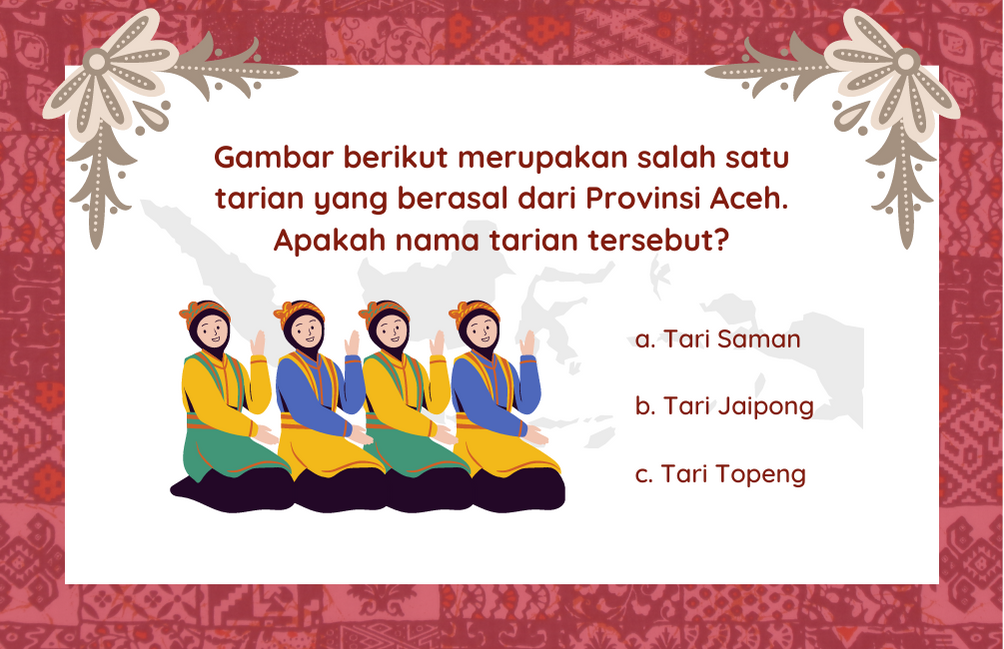 Gambar berikut merupakan salah satu
tarian yang berasal dari Provinsi Aceh.
Apakah nama tarian tersebut?
a. Tari Saman
b. Tari Jaipong
c. Tari Topeng